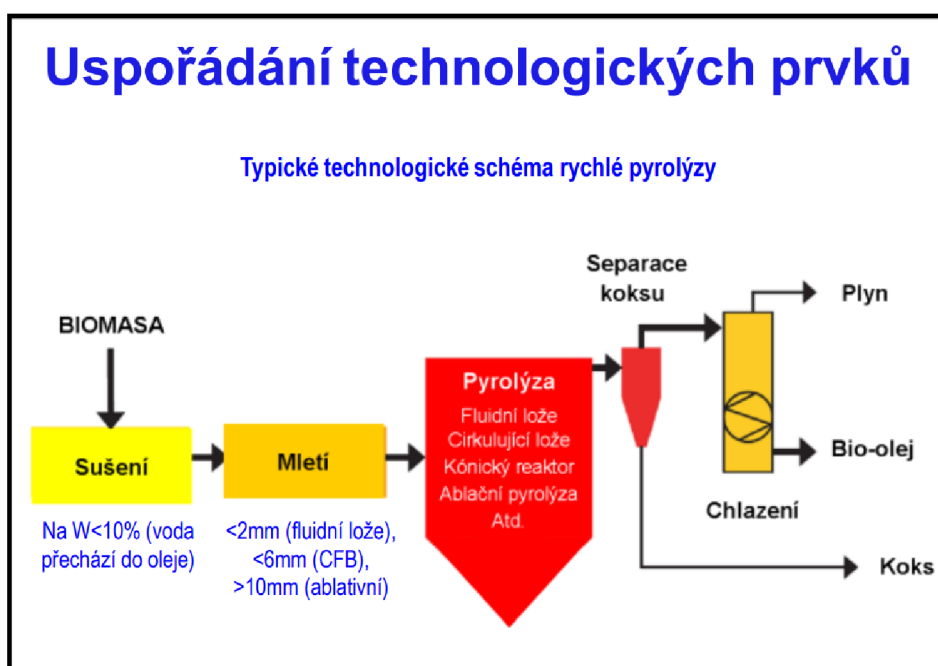 Uspořádání technologických prvků
Typické technologické schéma rychlé pyrolýzy
BIOMASA
Sušení
Na W<10% (voda
přechází do oleje)
Mletí
<2mm (fluidní lože),
<6mm (CFB),
>10mm (ablativní)
Pyrolýza
Fluidní lože
Cirkulující lože
Kónický reaktor
Ablační pyrolýza
Atd.
Separace
koksu
Plyn
Bio-olej
Chlazení
Koks